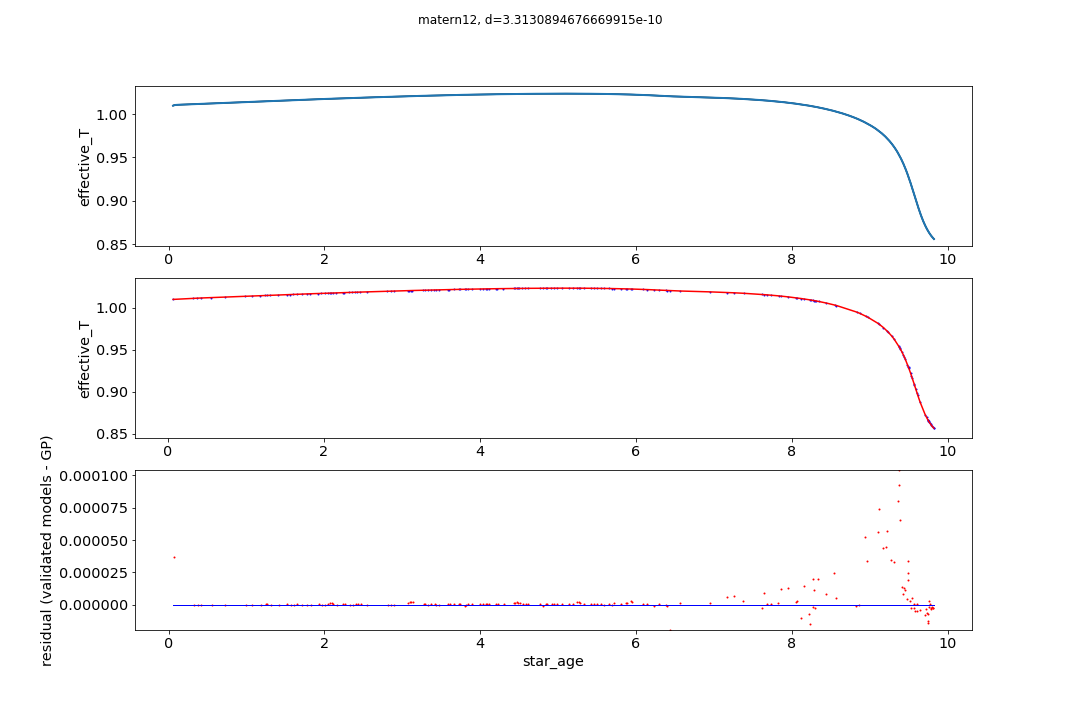 matern12, d=3.3130894676669915e-10
effective_T
1.00
0.95
0.90
0.85
0 2 4 6 8 10
effective_T
1.00
0.95
0.90
0.85
0 2 4 6 8 10
residual (validated models - GP)
0.000100
0.000075
0.000050
0.000025
0.000000
0 2 4 6 8 10
star_age